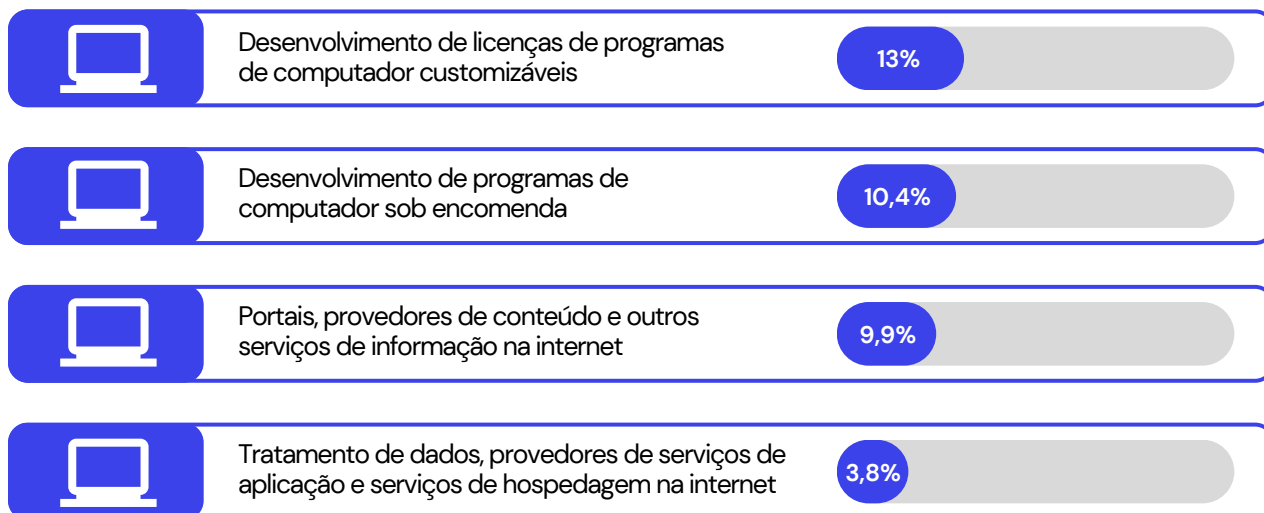 Desenvolvimento de licenças de programas
de computador customizáveis
13%
Desenvolvimento de programas de
computador sob encomenda
10,4%
Portais, provedores de conteúdo e outros
serviços de informação na internet
9,9%
Tratamento de dados, provedores de serviços de
aplicação e serviços de hospedagem na internet
3,8%